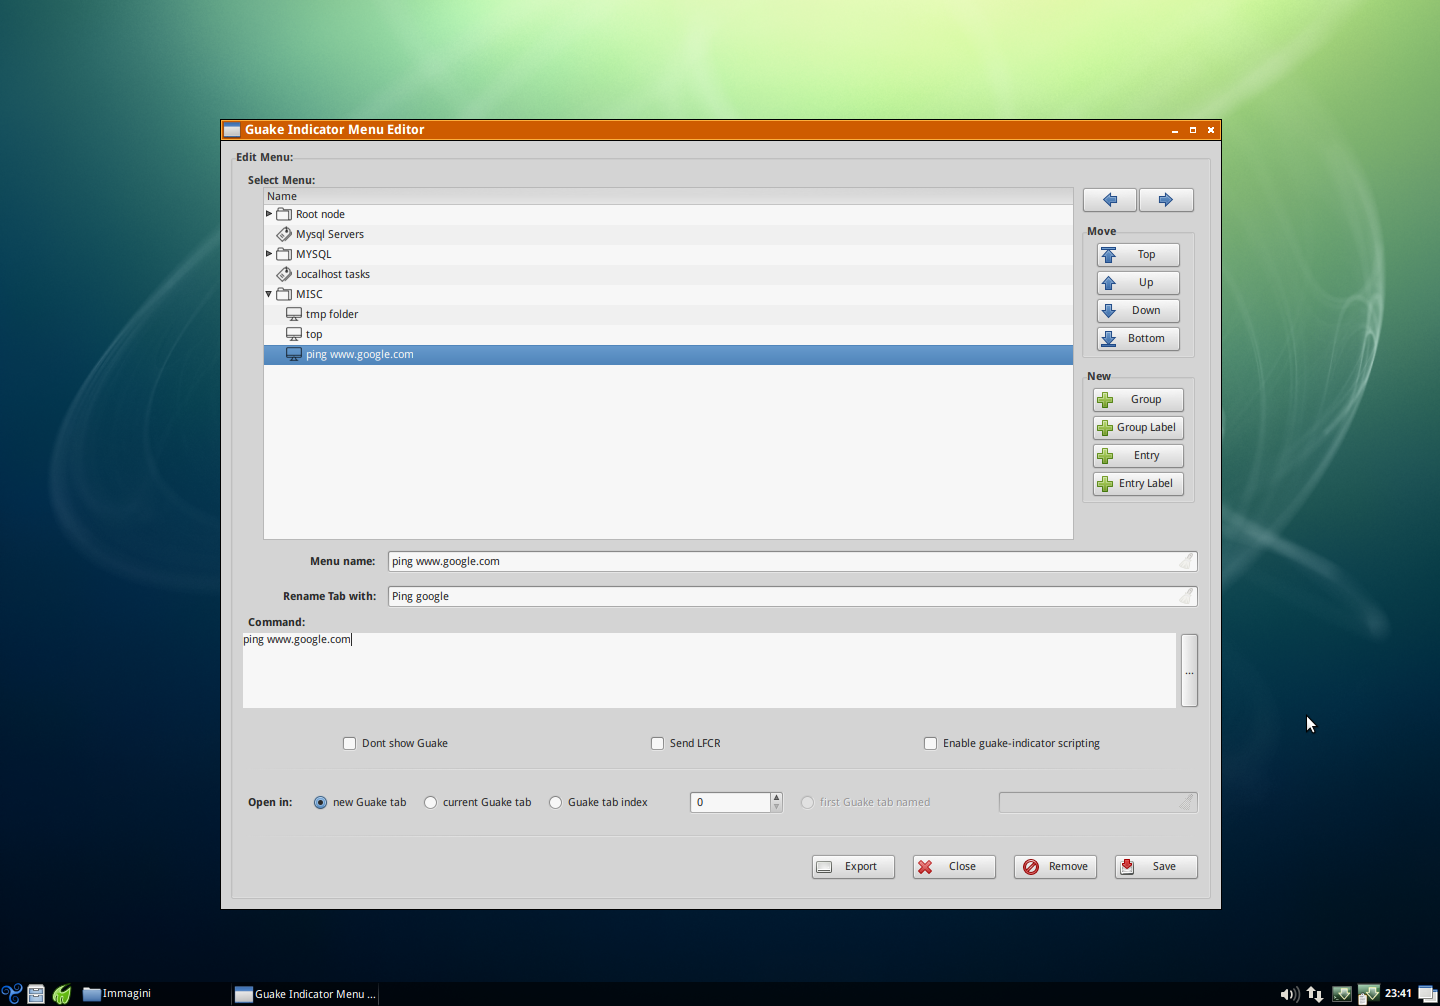 Guake Indicator Menu Editor
Edit Menu:
Select Menu:
Name
Root node
Mysql Servers
MYSQL
Localhost tasks
MISC
tmp folder
top
ping www.google.com
Move
Top
Up
Down
Bottom
New
Group
Group Label
Entry
Entry Label
Menu name: ping www.google.com
Rename Tab with: Ping google
Command:
ping www.google.com
...
Dont show Guake Send LFCR Enable guake-indicator scripting
Open in: new Guake tab current Guake tab Guake tab index 0 first Guake tab named
Export Close Remove Save
Immagini Guake Indicator Menu ... 23:41